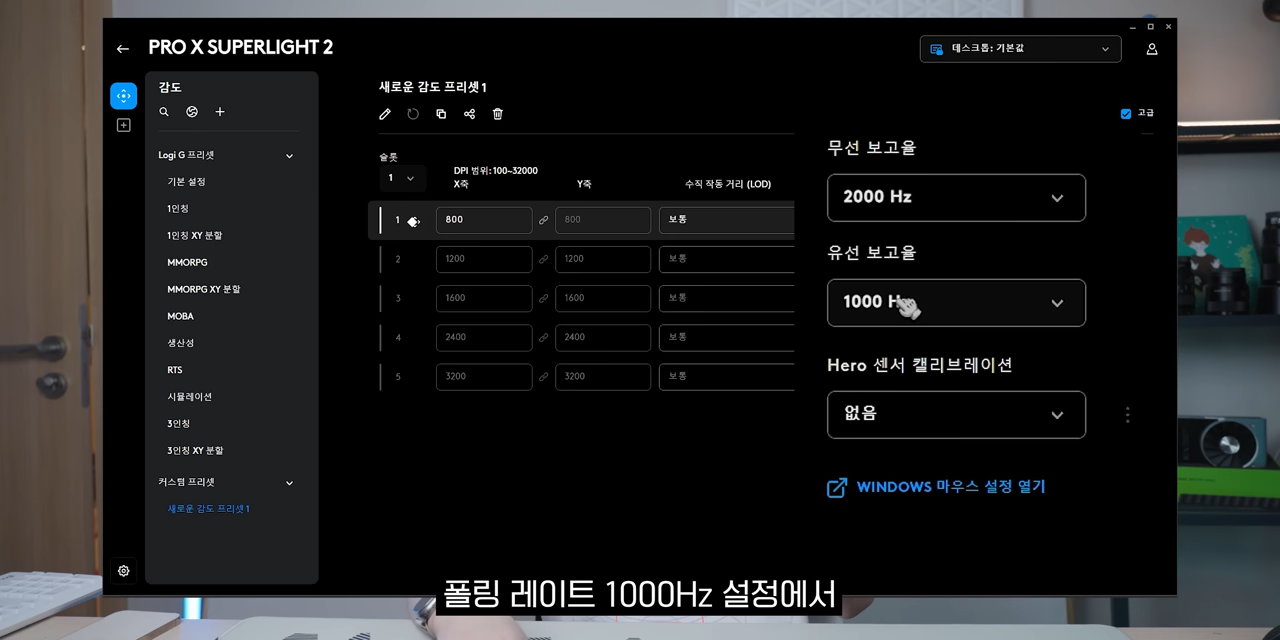 PRO X SUPERLIGHT 2
데스크톱: 기본값
감도
새로운 감도 프리셋 1
고급
Logi G 프리셋
기본 설정
1인칭
1인칭 XY 분할
MMORPG
MMORPG XY 분할
MOBA
생산성
RTS
시뮬레이션
3인칭
3인칭 XY 분할
커스텀 프리셋
새로운 감도 프리셋 1
슬롯
1
DPI 범위: 100~32000
X축
Y축
수직 작동 거리 (LOD)
1 800 800 보통
2 1200 1200 보통
3 1600 1600 보통
4 2400 2400 보통
5 3200 3200 보통
무선 보고율
2000 Hz
유선 보고율
1000 Hz
Hero 센서 캘리브레이션
없음
WINDOWS 마우스 설정 열기
폴링 레이트 1000Hz 설정에서